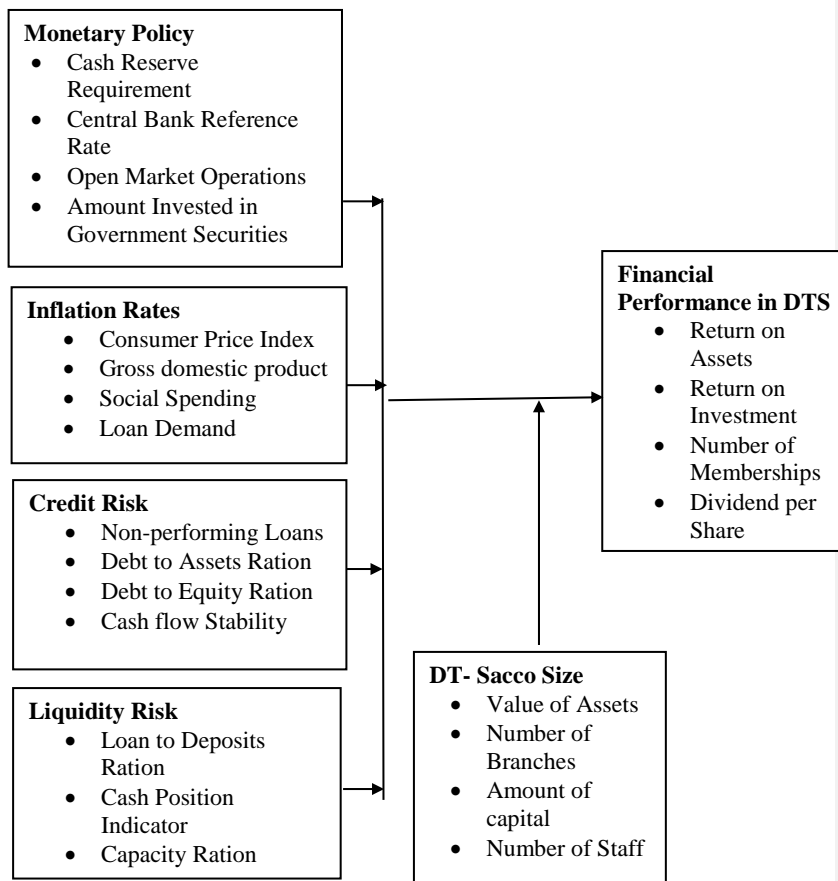 Monetary Policy
• Cash Reserve
Requirement
• Central Bank Reference
Rate
• Open Market Operations
• Amount Invested in
Government Securities
Inflation Rates
• Consumer Price Index
• Gross domestic product
• Social Spending
• Loan Demand
Credit Risk
• Non-performing Loans
• Debt to Assets Ration
• Debt to Equity Ration
• Cash flow Stability
Liquidity Risk
• Loan to Deposits
Ration
• Cash Position
Indicator
• Capacity Ration
DT- Sacco Size
• Value of Assets
• Number of
Branches
• Amount of
capital
• Number of Staff
Financial
Performance in DTS
• Return on
Assets
• Return on
Investment
• Number of
Memberships
• Dividend per
Share